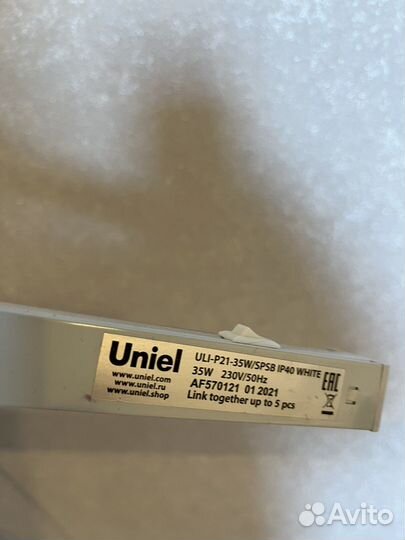 Uniel
www.uniel.com
www.uniel.ru
www.uniel.shop
ULI-P21-35W/SPSB IP40 WHITE
35W 230V/50Hz
AF570121 01 2021
Link together up to 5 pcs
EAC
Avito